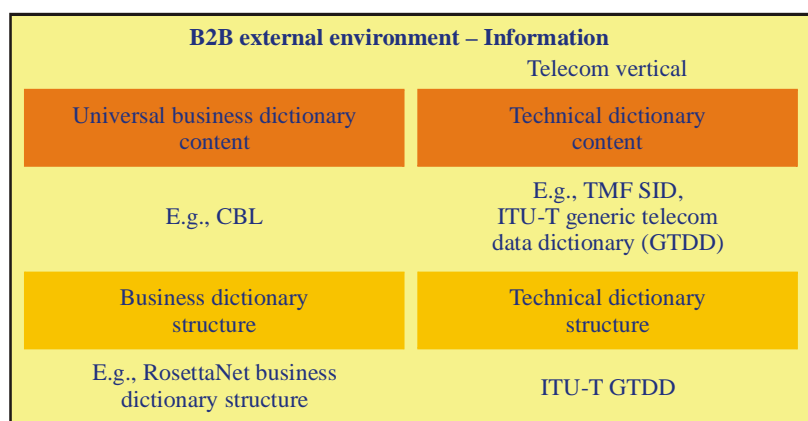 B2B external environment – Information
Telecom vertical
Universal business dictionary
content
Technical dictionary
content
E.g., CBL
E.g., TMF SID,
ITU-T generic telecom
data dictionary (GTDD)
Business dictionary
structure
Technical dictionary
structure
E.g., RosettaNet business
dictionary structure
ITU-T GTDD